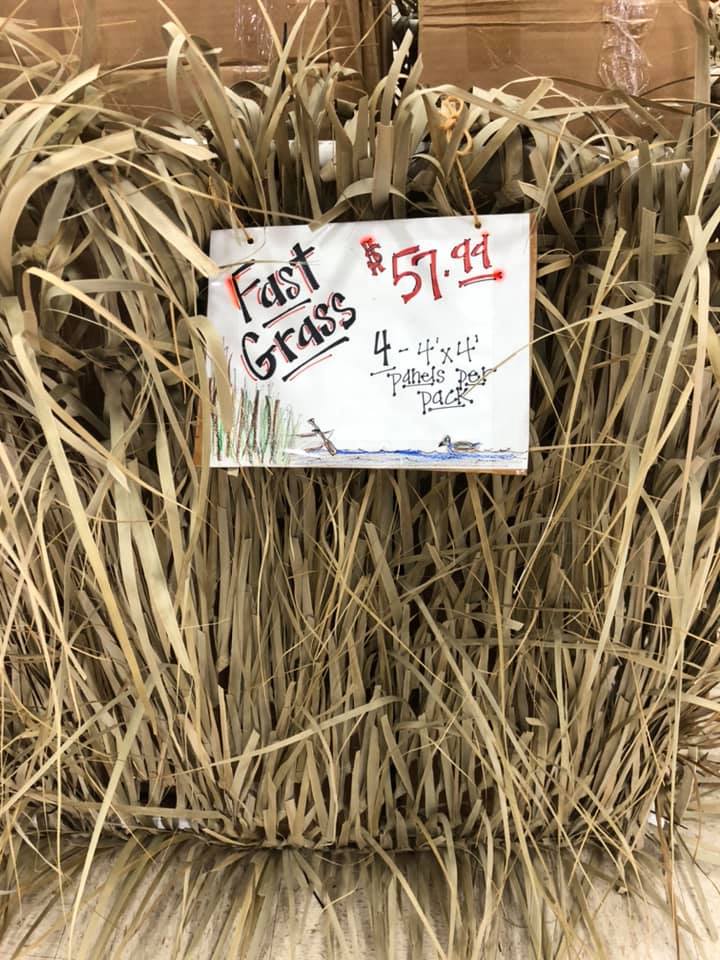 Fast
Grass
$57.99
4 - 4'x4'
panels per
pack